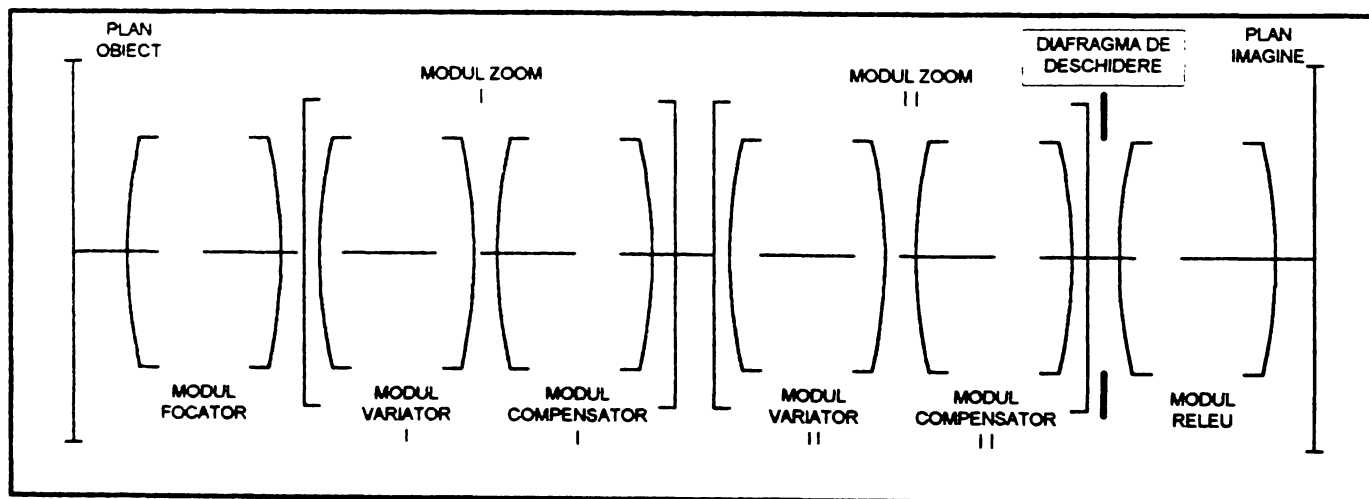 PLAN
OBIECT
MODUL ZOOM
I
MODUL ZOOM
II
DIAFRAGMA DE
DESCHIDERE
PLAN
IMAGINE
MODUL
FOCATOR
MODUL
VARIATOR
I
MODUL
COMPENSATOR
I
MODUL
VARIATOR
II
MODUL
COMPENSATOR
II
MODUL
RELEU